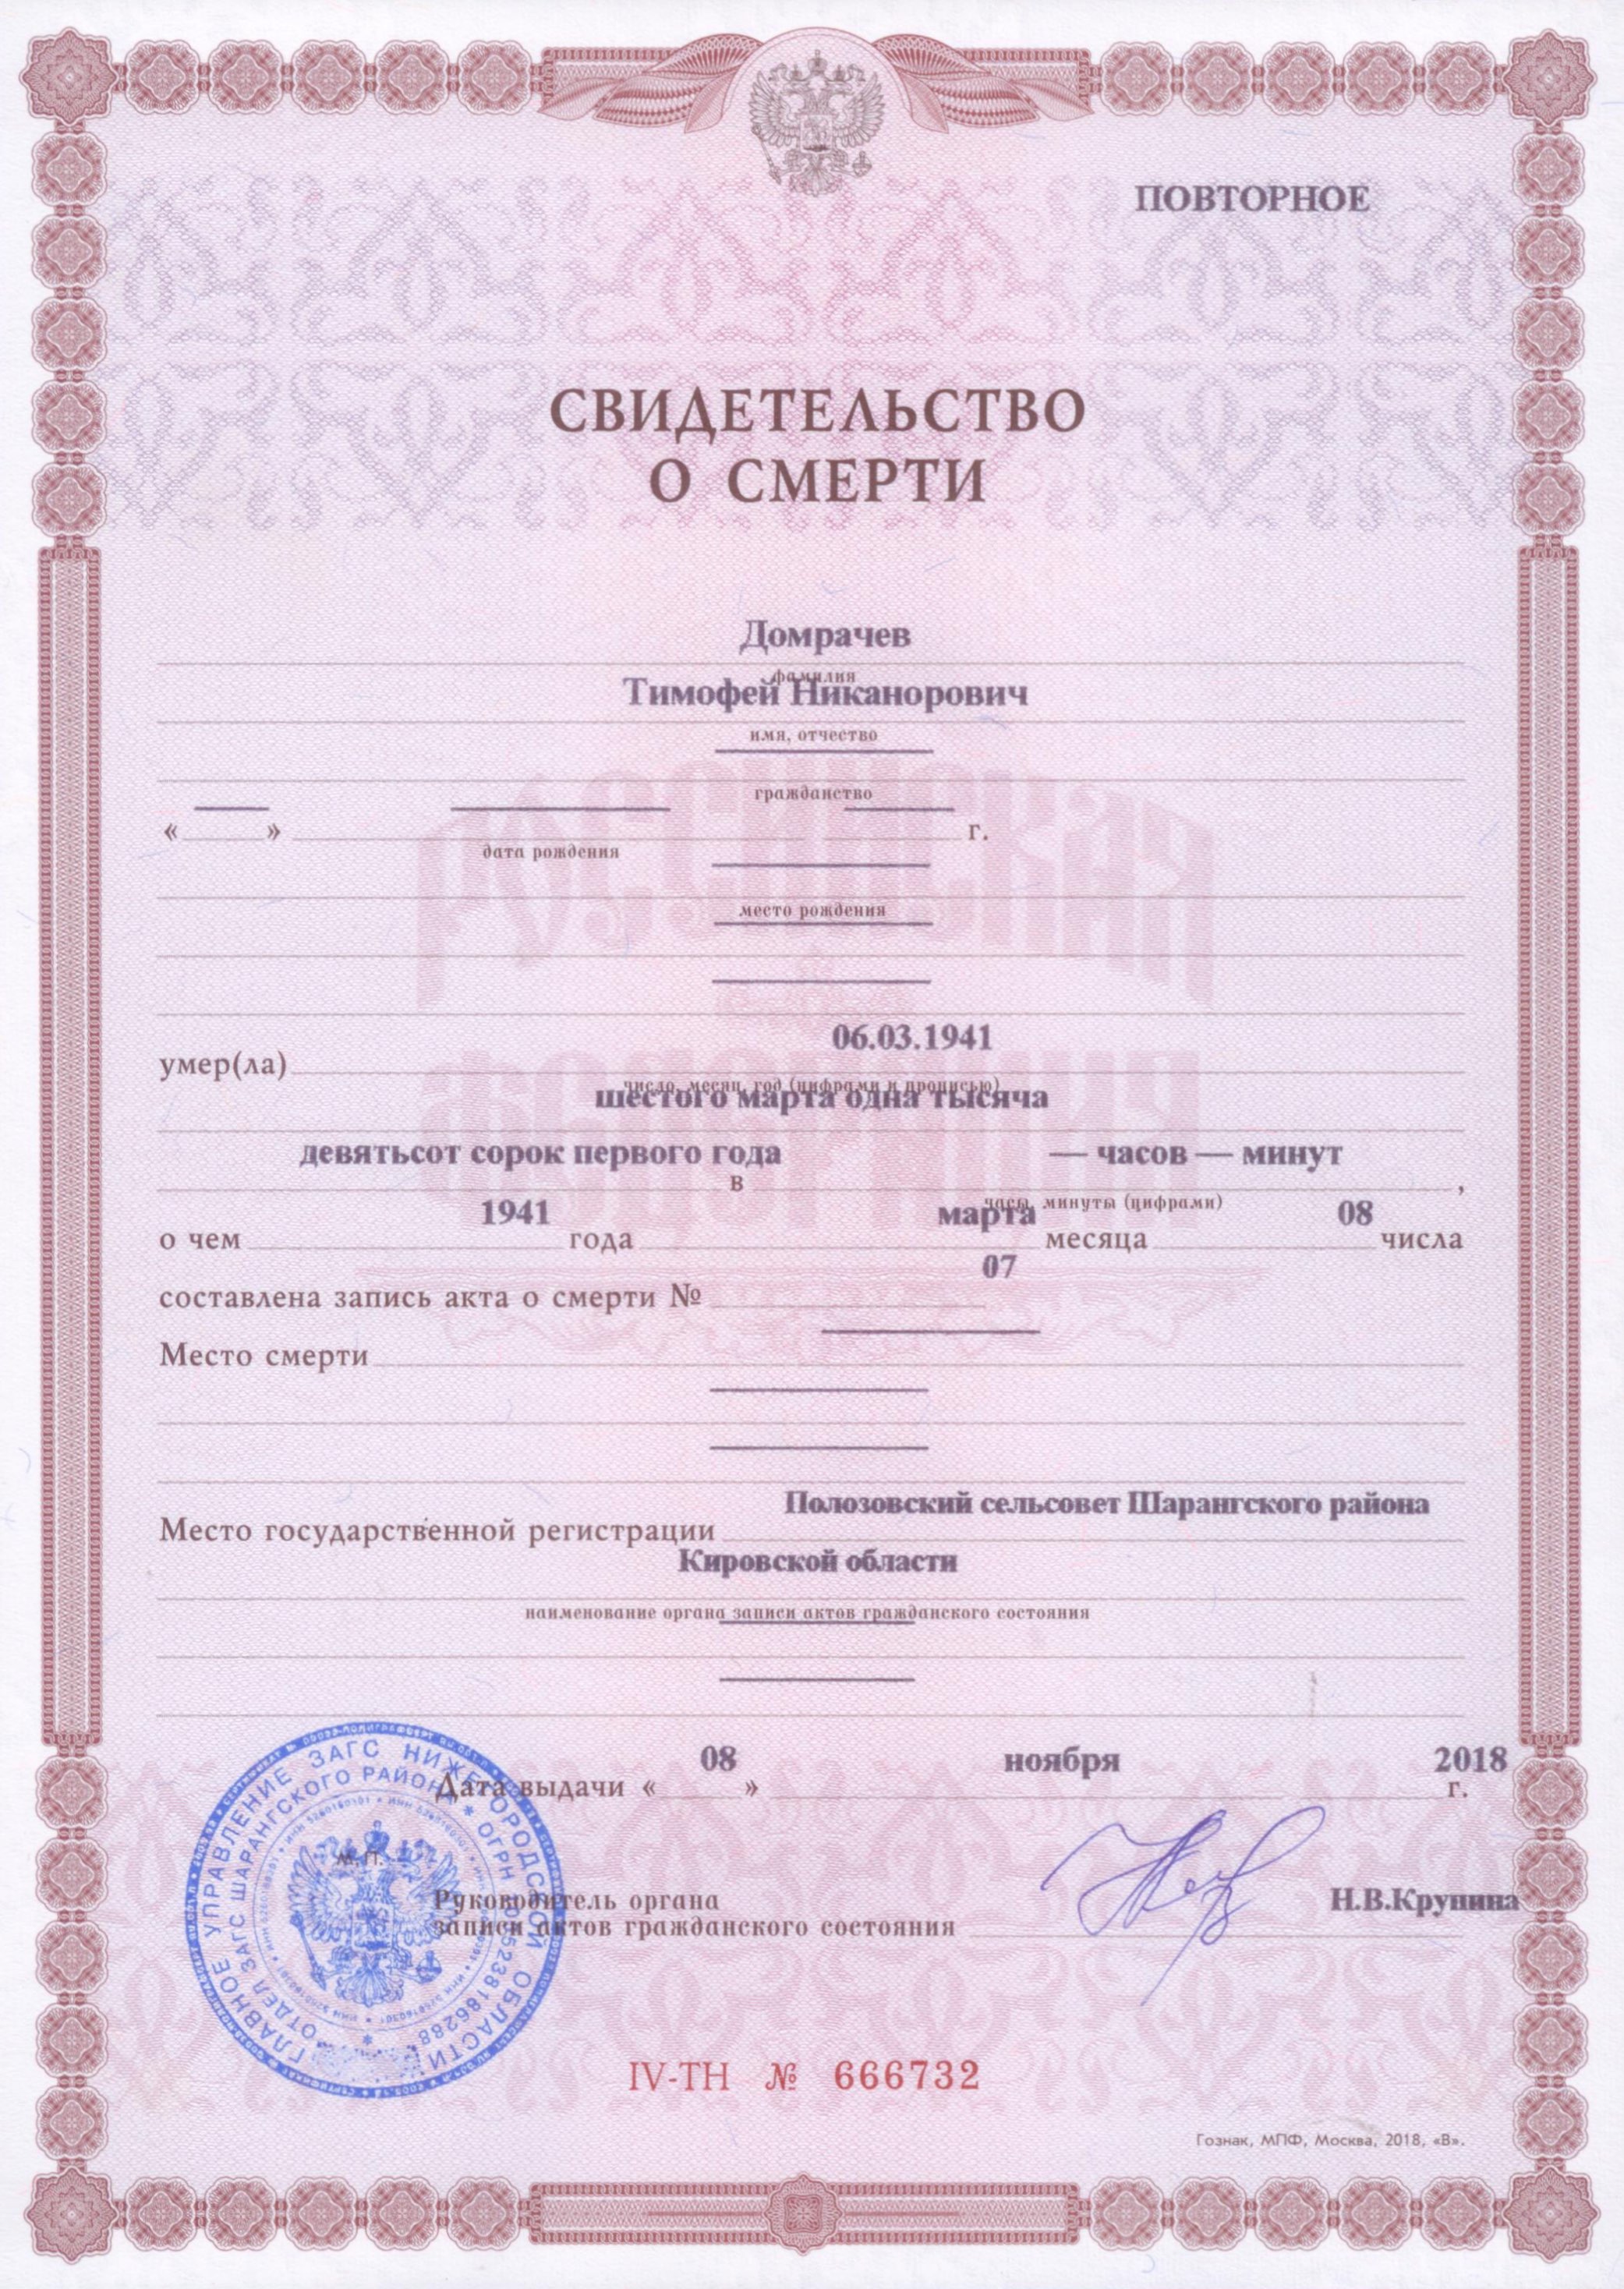 ПОВТОРНОЕ
СВИДЕТЕЛЬСТВО
О СМЕРТИ
Домрачев
фамилия
Тимофей Никанорович
имя, отчество
гражданство
« » г.
дата рождения
место рождения
06.03.1941
умер(ла)
число, месяц, год (цифрами и прописью)
шестого марта одна тысяча
девятьсот сорок первого года в — часов — минут ,
часы, минуты (цифрами)
о чем 1941 года марта месяца 08 числа
составлена запись акта о смерти № 07
Место смерти
Место государственной регистрации Полозовский сельсовет Шарангского района
Кировской области
наименование органа записи актов гражданского состояния
Дата выдачи « 08 » ноября 2018 г.
М.П.
Руководитель органа
записи актов гражданского состояния Н.В.Крупина
ГЛАВНОЕ УПРАВЛЕНИЕ ЗАГС НИЖЕГОРОДСКОЙ ОБЛАСТИ
ОТДЕЛ ЗАГС ШАРАНГСКОГО РАЙОНА * ОГРН 1055238186288 *
IV-ТН № 666732
Гознак, МПФ, Москва, 2018, «В».
РОССИЙСКАЯ
ФЕДЕРАЦИЯ